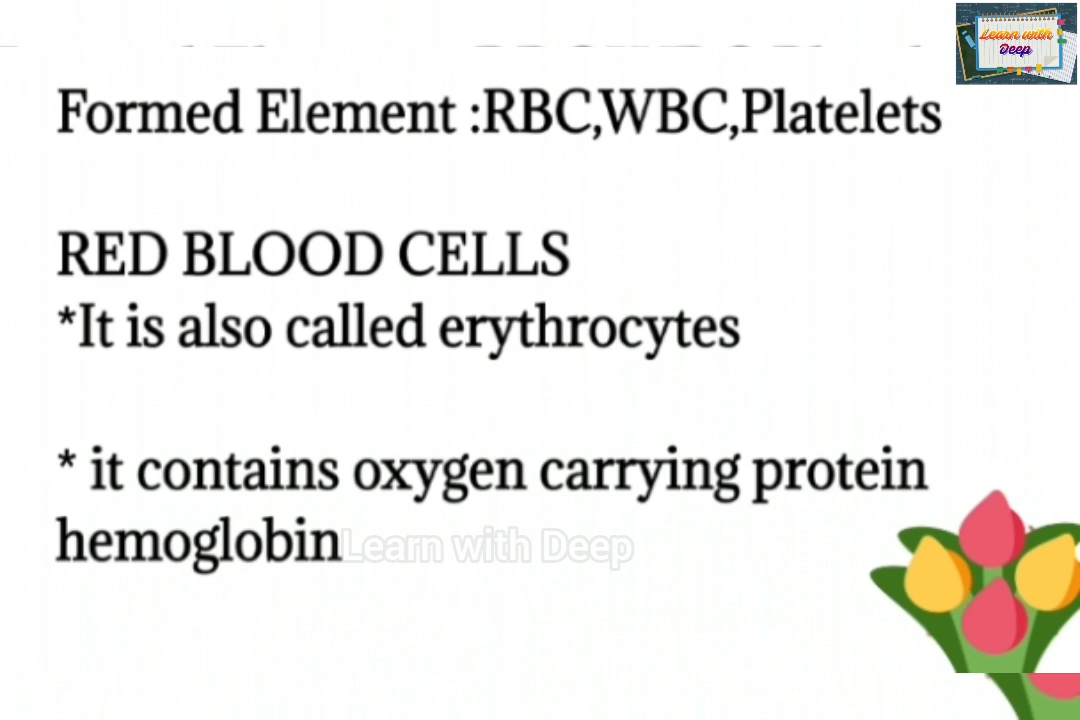 Learn with
Deep
Formed Element :RBC,WBC,Platelets
RED BLOOD CELLS
*It is also called erythrocytes
* it contains oxygen carrying protein
hemoglobin
Learn with Deep